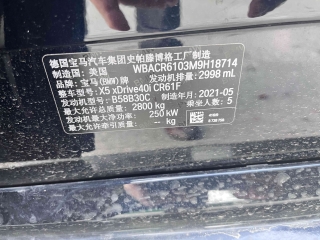 德国宝马汽车集团史帕滕博格工厂制造
制造国: 美国 WBACR6103M9H18714
品牌: 宝马(BMW)牌 发动机排量: 2998 mL
整车型号: X5 xDrive40i CR61F
发动机型号: B58B30C 制造年月: 2021-05
最大允许总质量: 2800 kg 乘坐人数: 5
发动机最大净功率: 250 kW
最大允许牵引质量: -- kg